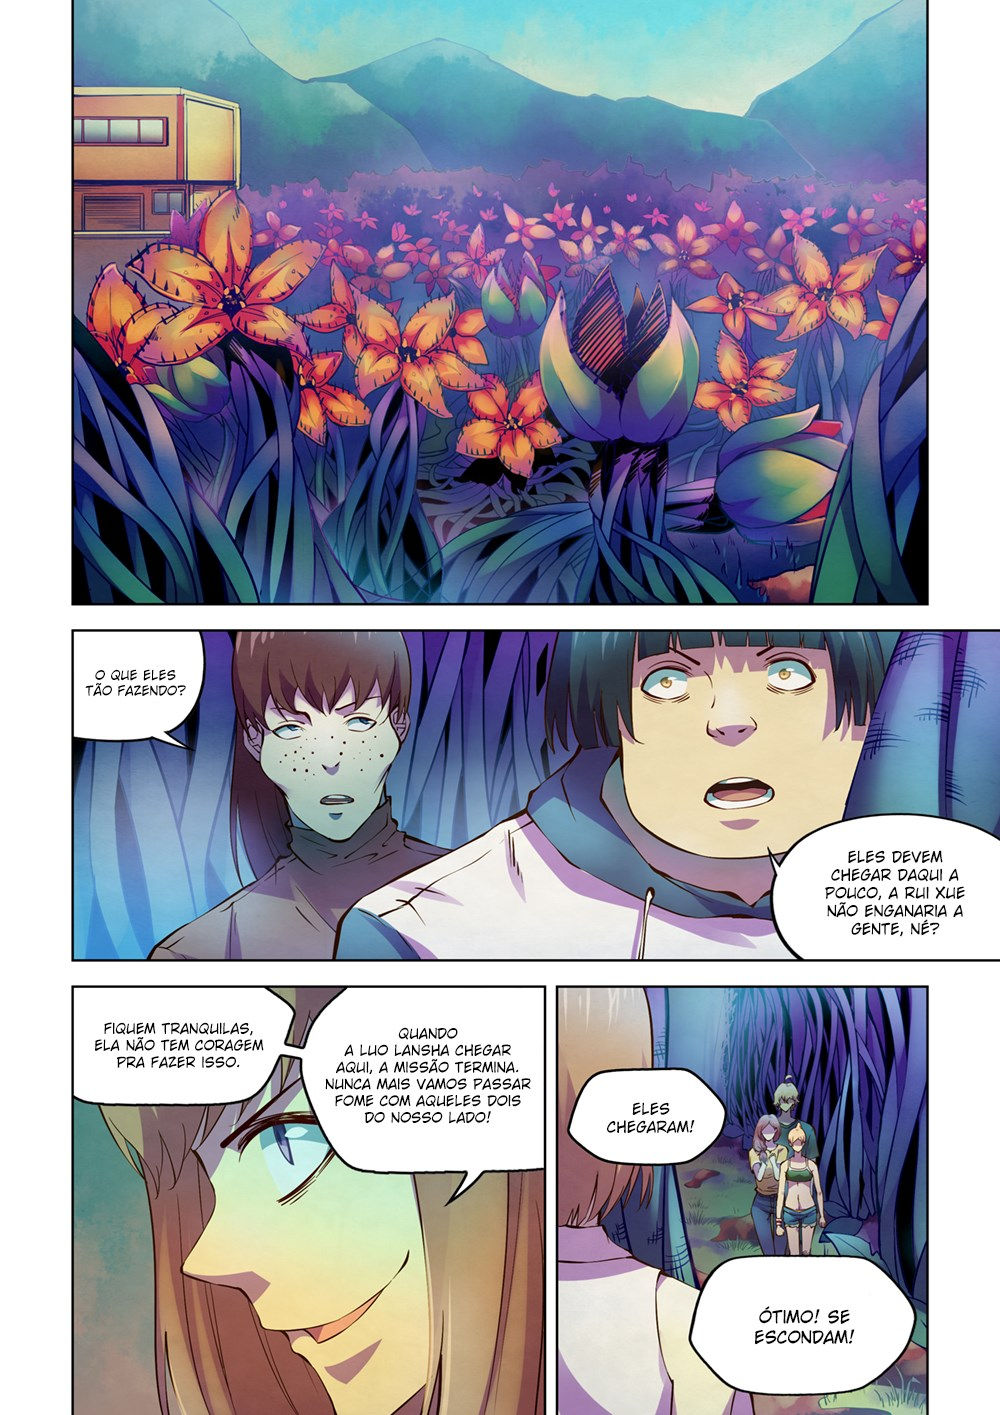 O QUE ELES
TÃO FAZENDO?
ELES DEVEM
CHEGAR DAQUI A
POUCO, A RUI XUE
NÃO ENGANARIA A
GENTE, NÉ?
FIQUEM TRANQUILAS,
ELA NÃO TEM CORAGEM
PRA FAZER ISSO.
QUANDO
A LUO LANSHA CHEGAR
AQUI, A MISSÃO TERMINA.
NUNCA MAIS VAMOS PASSAR
FOME COM AQUELES DOIS
DO NOSSO LADO!
ELES
CHEGARAM!
ÓTIMO! SE
ESCONDAM!